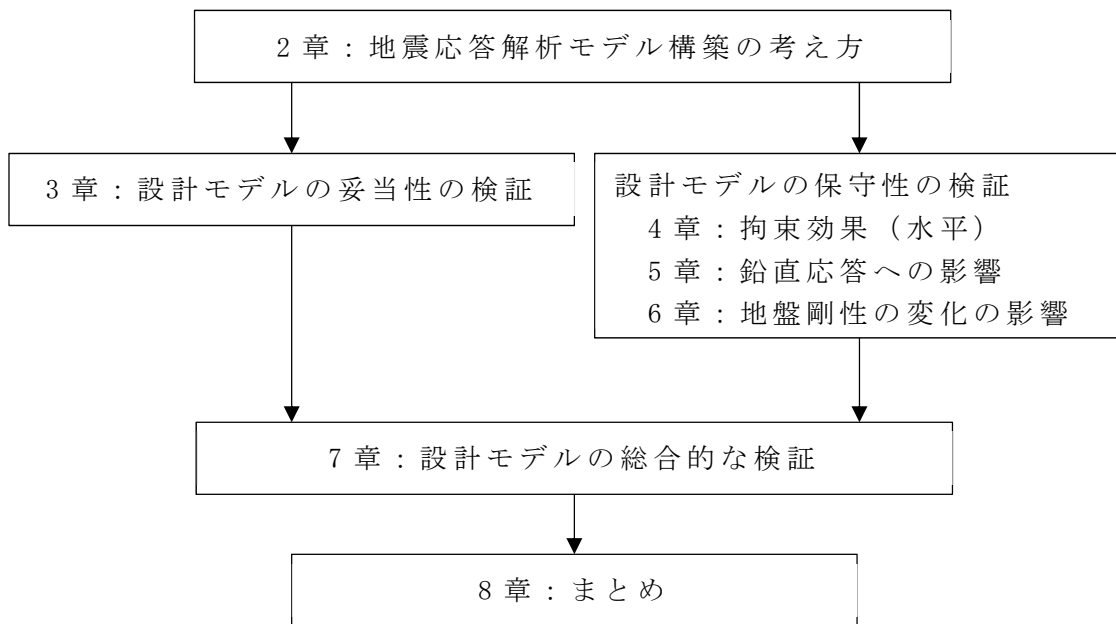 2章:地震応答解析モデル構築の考え方
3章:設計モデルの妥当性の検証
設計モデルの保守性の検証
4章:拘束効果(水平)
5章:鉛直応答への影響
6章:地盤剛性の変化の影響
7章:設計モデルの総合的な検証
8章:まとめ